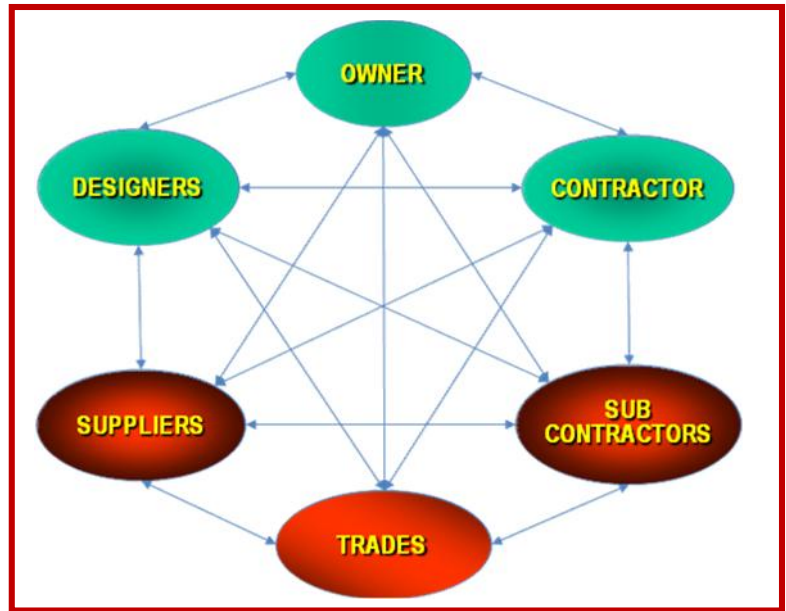 OWNER
DESIGNERS
CONTRACTOR
SUPPLIERS
SUB
CONTRACTORS
TRADES